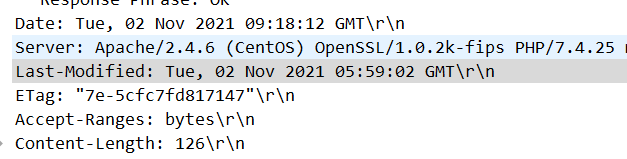 Response Phrase: OK
Date: Tue, 02 Nov 2021 09:18:12 GMT\r\n
Server: Apache/2.4.6 (CentOS) OpenSSL/1.0.2k-fips PHP/7.4.25
Last-Modified: Tue, 02 Nov 2021 05:59:02 GMT\r\n
ETag: "7e-5cfc7fd817147"\r\n
Accept-Ranges: bytes\r\n
Content-Length: 126\r\n